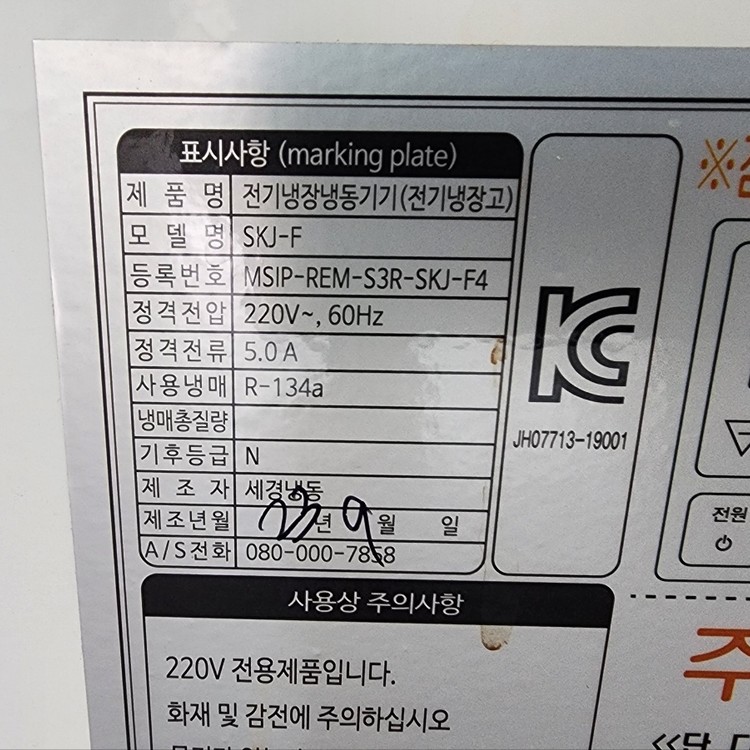 표시사항 (marking plate)
제 품 명 전기냉장냉동기기(전기냉장고)
모 델 명 SKJ-F
등록번호 MSIP-REM-S3R-SKJ-F4
정격전압 220V~, 60Hz
정격전류 5.0 A
사용냉매 R-134a
냉매총질량
기후등급 N
제 조 자 세경냉동
제조년월 23년 9월 일
A/S전화 080-000-7858
KC
JH07713-19001
전원
사용상 주의사항
220V 전용제품입니다.
화재 및 감전에 주의하십시오